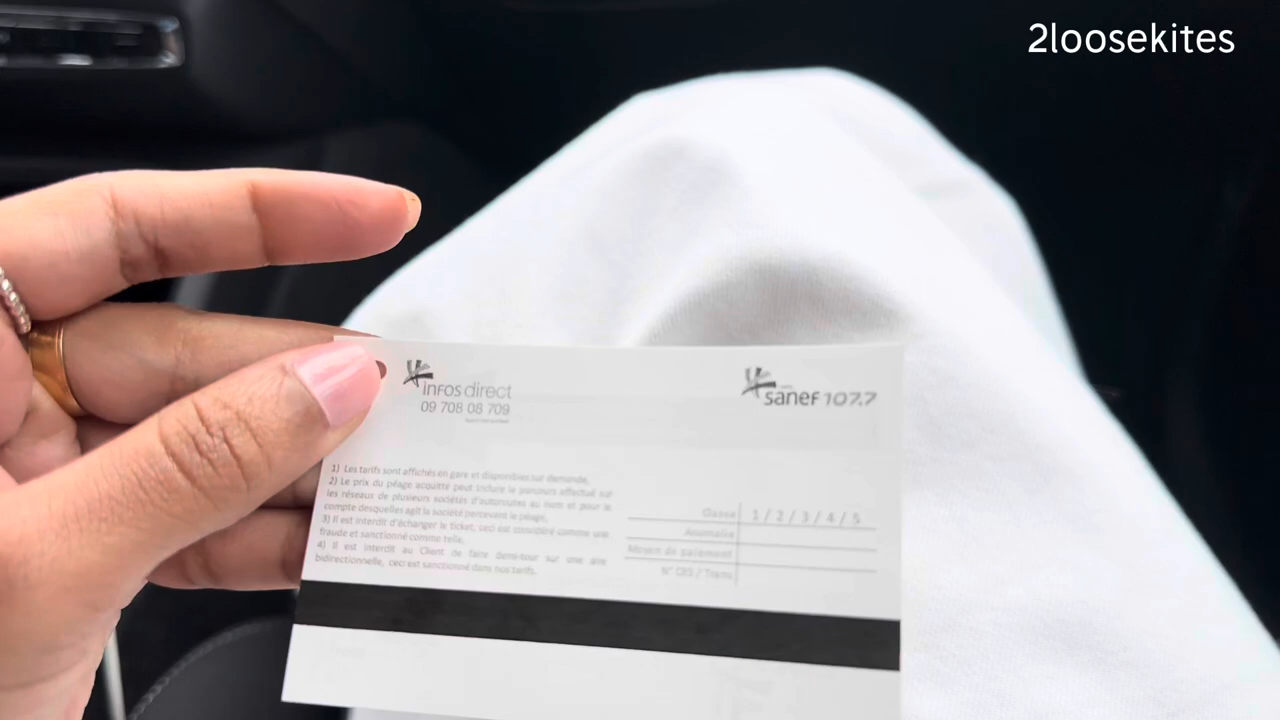 2loosekites
infos direct
09 708 08 709
sanef 107.7
1) Les tarifs sont affichés en gare et disponibles sur demande.
2) Le prix du péage acquitté peut inclure le parcours effectué sur
les réseaux de plusieurs sociétés d'autoroutes au nom et pour le
compte desquelles agit la société percevant le péage.
3) Il est interdit d'échanger le ticket, ceci est considéré comme une
fraude et sanctionné comme telle.
4) Il est interdit au Client de faire demi-tour sur une aire
bidirectionnelle, ceci est sanctionné dans nos tarifs.
Classe 1 / 2 / 3 / 4 / 5
Anomalie
Moyen de paiement
N° CES / Trans